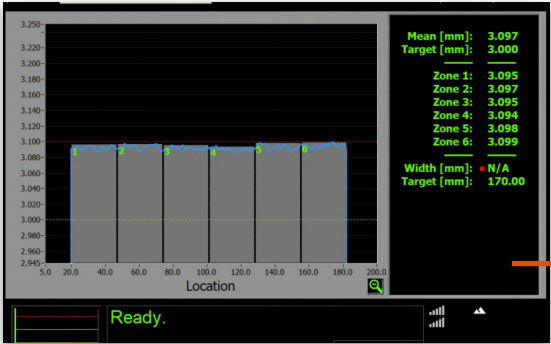 3.250
3.220
3.200
3.180
3.160
3.140
3.120
3.100
3.080
3.060
3.040
3.020
3.000
2.980
2.960
2.945
5.0 20.0 40.0 60.0 80.0 100.0 120.0 140.0 160.0 180.0 200.0
Location
1 2 3 4 5 6
Mean [mm]: 3.097
Target [mm]: 3.000
Zone 1: 3.095
Zone 2: 3.097
Zone 3: 3.095
Zone 4: 3.094
Zone 5: 3.098
Zone 6: 3.099
Width [mm]: N/A
Target [mm]: 170.00
Ready.